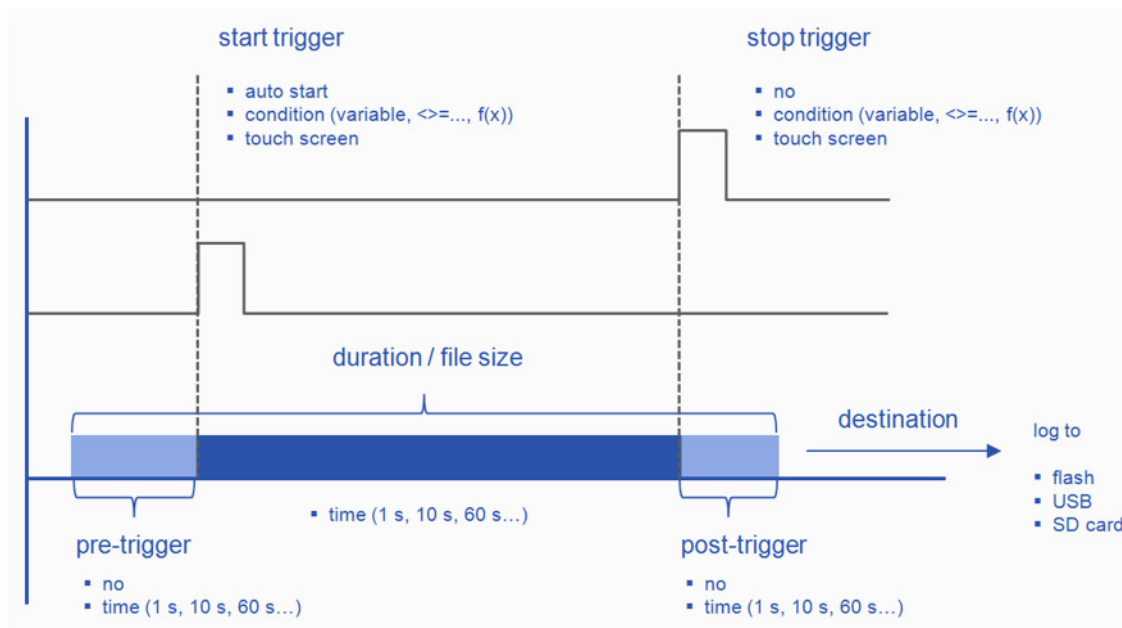 start trigger
▪ auto start
▪ condition (variable, <>=..., f(x))
▪ touch screen
stop trigger
▪ no
▪ condition (variable, <>=..., f(x))
▪ touch screen
duration / file size
destination
log to
▪ flash
▪ USB
▪ SD card
▪ time (1 s, 10 s, 60 s...)
pre-trigger
▪ no
▪ time (1 s, 10 s, 60 s...)
post-trigger
▪ no
▪ time (1 s, 10 s, 60 s...)